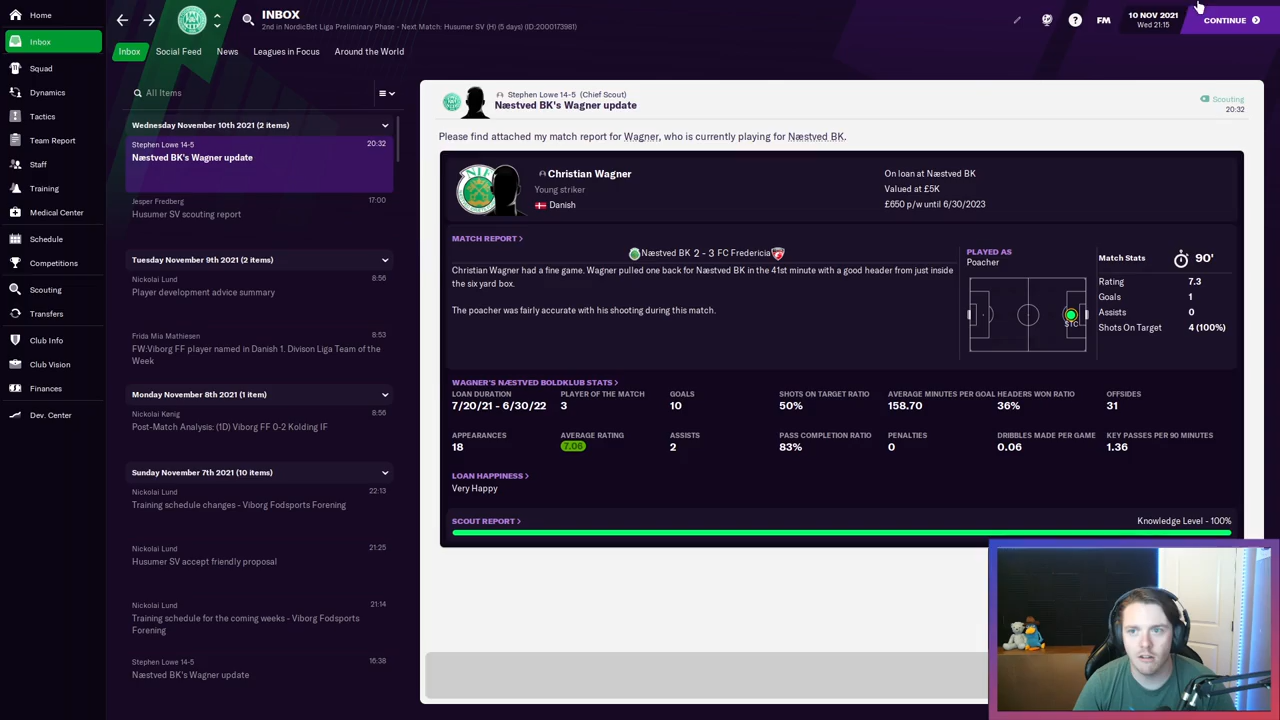 Home
Inbox
Squad
Dynamics
Tactics
Team Report
Staff
Training
Medical Center
Schedule
Competitions
Scouting
Transfers
Club Info
Club Vision
Finances
Dev. Center
INBOX
2nd in NordicBet Liga Preliminary Phase - Next Match: Husumer SV (H) (5 days) (ID:2000173981)
FM
10 NOV 2021
Wed 21:15
CONTINUE
Inbox
Social Feed
News
Leagues in Focus
Around the World
All Items
Wednesday November 10th 2021 (2 items)
Stephen Lowe 14-5 20:32
Næstved BK's Wagner update
Jesper Fredberg 17:00
Husumer SV scouting report
Tuesday November 9th 2021 (2 items)
Nickolai Lund 8:56
Player development advice summary
Frida Mia Mathiesen 8:53
FW:Viborg FF player named in Danish 1. Divison Liga Team of the
Week
Monday November 8th 2021 (1 item)
Nickolai Kønig 8:56
Post-Match Analysis: (1D) Viborg FF 0-2 Kolding IF
Sunday November 7th 2021 (10 items)
Nickolai Lund 22:13
Training schedule changes - Viborg Fodsports Forening
Nickolai Lund 21:25
Husumer SV accept friendly proposal
Nickolai Lund 21:14
Training schedule for the coming weeks - Viborg Fodsports
Forening
Stephen Lowe 14-5 16:38
Næstved BK's Wagner update
Stephen Lowe 14-5 (Chief Scout)
Næstved BK's Wagner update
Scouting
20:32
Please find attached my match report for Wagner, who is currently playing for Næstved BK.
Christian Wagner
Young striker
Danish
On loan at Næstved BK
Valued at £5K
£650 p/w until 6/30/2023
MATCH REPORT
Næstved BK 2 - 3 FC Fredericia
Christian Wagner had a fine game. Wagner pulled one back for Næstved BK in the 41st minute with a good header from just inside
the six yard box.
The poacher was fairly accurate with his shooting during this match.
PLAYED AS
Poacher
STC
Match Stats 90'
Rating 7.3
Goals 1
Assists 0
Shots On Target 4 (100%)
WAGNER'S NÆSTVED BOLDKLUB STATS
LOAN DURATION PLAYER OF THE MATCH GOALS SHOTS ON TARGET RATIO AVERAGE MINUTES PER GOAL HEADERS WON RATIO OFFSIDES
7/20/21 - 6/30/22 3 10 50% 158.70 36% 31
APPEARANCES AVERAGE RATING ASSISTS PASS COMPLETION RATIO PENALTIES DRIBBLES MADE PER GAME KEY PASSES PER 90 MINUTES
18 7.06 2 83% 0 0.06 1.36
LOAN HAPPINESS
Very Happy
SCOUT REPORT Knowledge Level - 100%